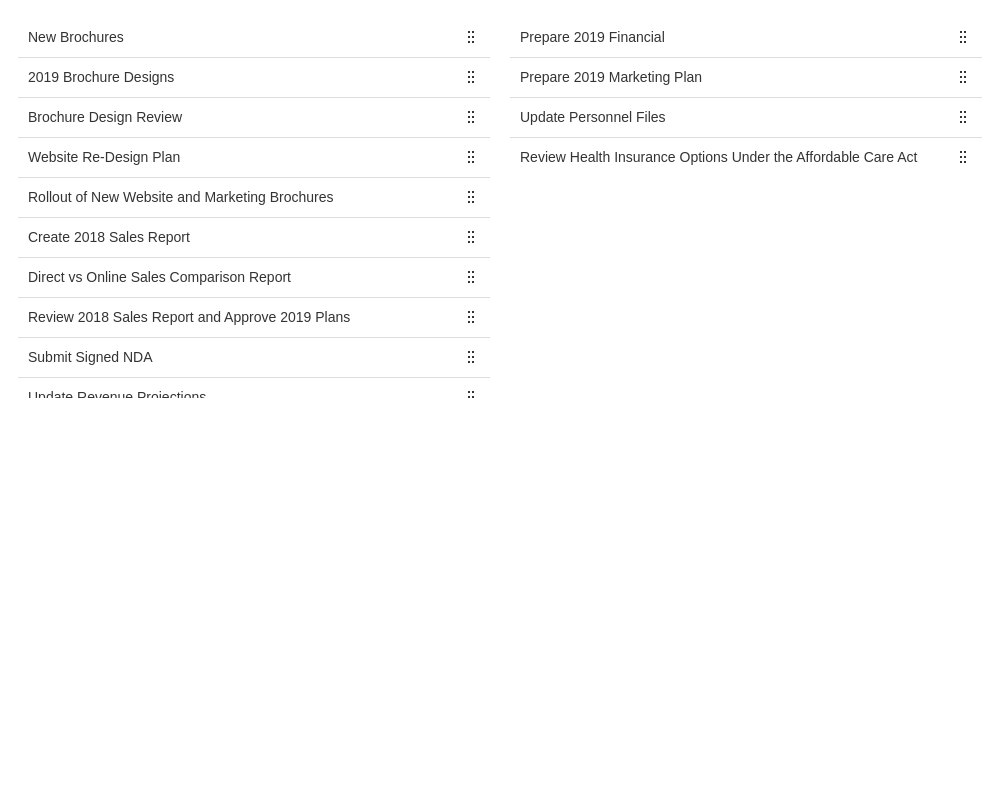 New Brochures
2019 Brochure Designs
Brochure Design Review
Website Re-Design Plan
Rollout of New Website and Marketing Brochures
Create 2018 Sales Report
Direct vs Online Sales Comparison Report
Review 2018 Sales Report and Approve 2019 Plans
Submit Signed NDA
Update Revenue Projections
Prepare 2019 Financial
Prepare 2019 Marketing Plan
Update Personnel Files
Review Health Insurance Options Under the Affordable Care Act